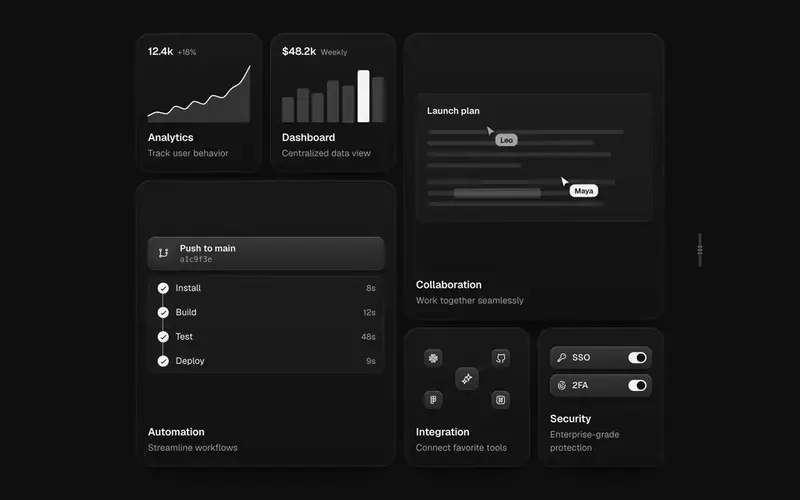 12.4k +18%
Analytics
Track user behavior
$48.2k Weekly
Dashboard
Centralized data view
Launch plan
Leo
Maya
Collaboration
Work together seamlessly
Push to main
a1c9f3e
Install 8s
Build 12s
Test 48s
Deploy 9s
Automation
Streamline workflows
Integration
Connect favorite tools
SSO
2FA
Security
Enterprise-grade
protection